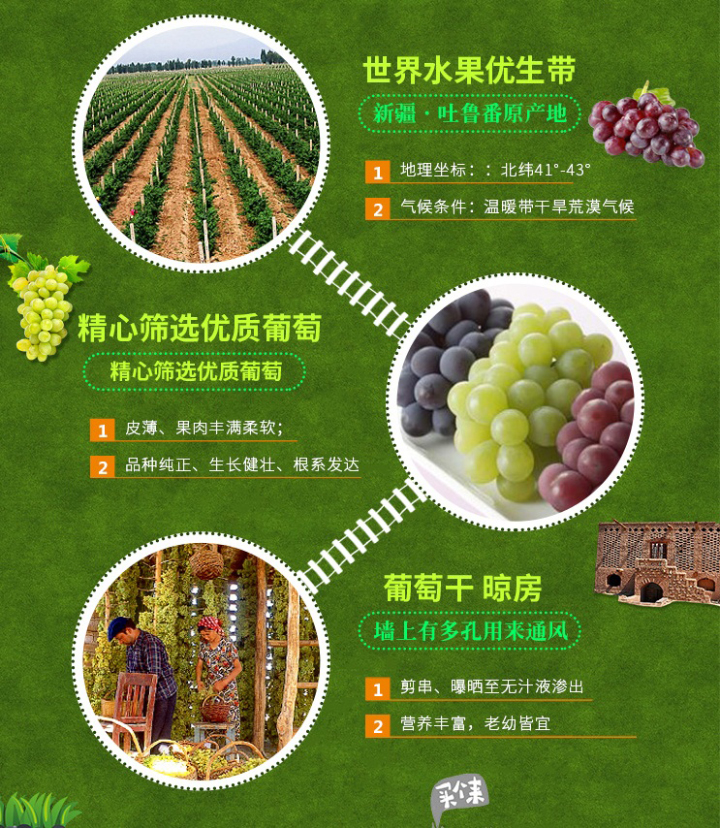 世界水果优生带
新疆·吐鲁番原产地
1 地理坐标：：北纬41°-43°
2 气候条件：温暖带干旱荒漠气候
精心筛选优质葡萄
精心筛选优质葡萄
1 皮薄、果肉丰满柔软；
2 品种纯正、生长健壮、根系发达
葡萄干 晾房
墙上有多孔用来通风
1 剪串、曝晒至无汁液渗出
2 营养丰富，老幼皆宜
买个来